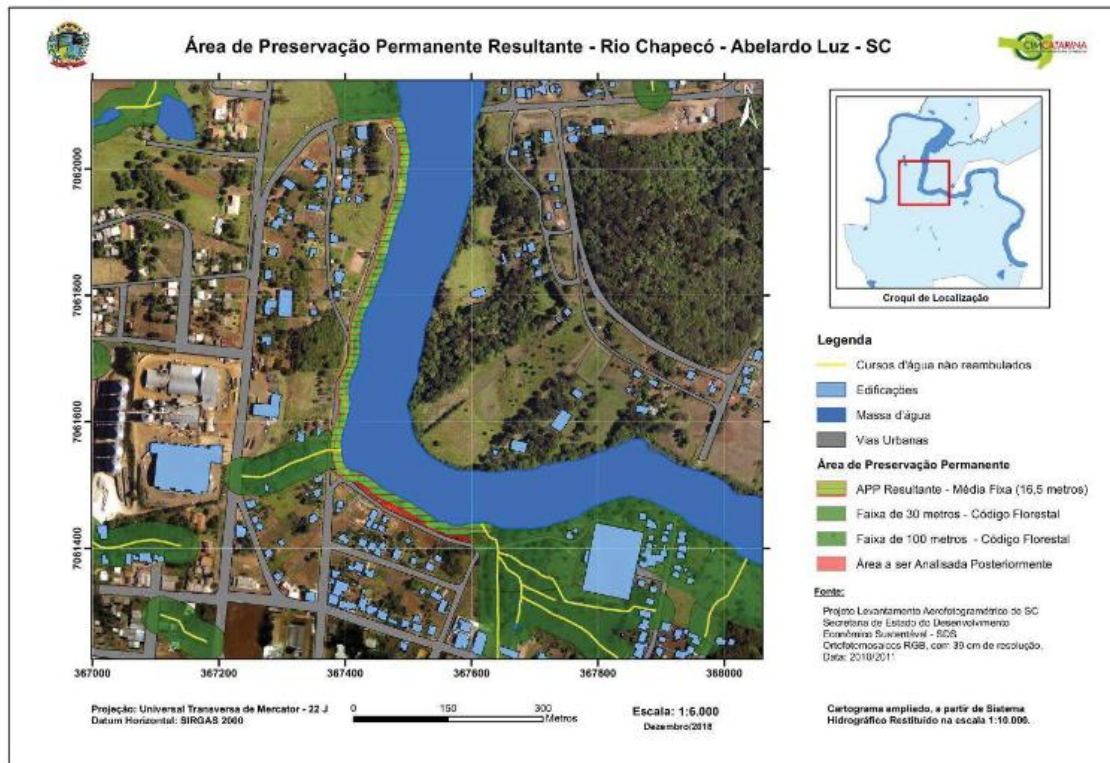 Área de Preservação Permanente Resultante - Rio Chapecó - Abelardo Luz - SC
CIMCATARINA
N
7062000
7061800
7061600
7061400
367000
367200
367400
367600
367800
368000
Croqui de Localização
Legenda
Cursos d'água não reambulados
Edificações
Massa d'água
Vias Urbanas
Área de Preservação Permanente
APP Resultante - Média Fixa (16,5 metros)
Faixa de 30 metros - Código Florestal
Faixa de 100 metros - Código Florestal
Área a ser Analisada Posteriormente
Fonte:
Projeto Levantamento Aerofotogramétrico de SC
Secretaria de Estado do Desenvolvimento
Econômico Sustentável - SDS
Ortofotomosaicos RGB, com 39 cm de resolução.
Data: 2010/2011
Projeção: Universal Transversa de Mercator - 22 J
Datum Horizontal: SIRGAS 2000
0 150 300
Metros
Escala: 1:6.000
Dezembro/2018
Cartograma ampliado, a partir de Sistema
Hidrográfico Restituído na escala 1:10.000.